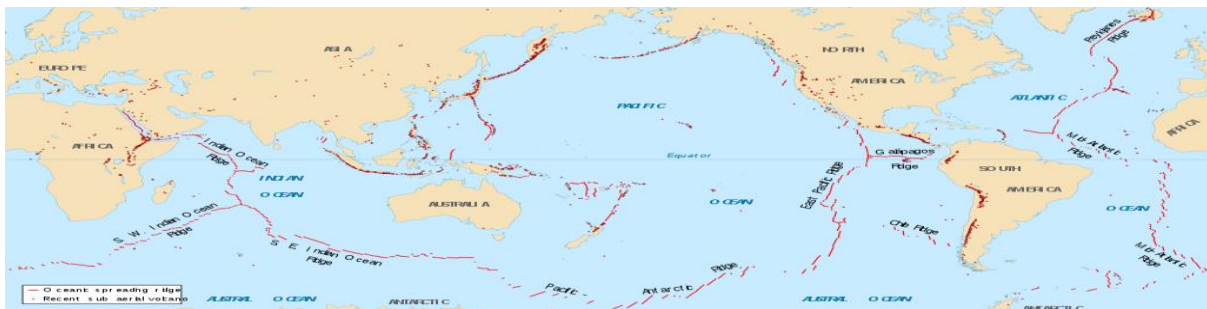 EUROPE
ASIA
NORTH
AMERICA
Reykjanes
Ridge
ATLANTIC
PACIFIC
AFRICA
AFRICA
Indian Ocean
Ridge
INDIAN
OCEAN
Equator
Galapagos
Ridge
Mid-Atlantic
Ridge
SOUTH
AMERICA
AUSTRALIA
OCEAN
East Pacific Ridge
OCEAN
S. W. Indian Ocean
Ridge
S. E. Indian Ocean
Ridge
Chile Ridge
Mid-Atlantic
Ridge
Pacific - Antarctic Ridge
Oceanic spreading ridge
Recent sub aerial volcano
AUSTRAL OCEAN
ANTARCTIC
AUSTRAL OCEAN
ANTARCTIC